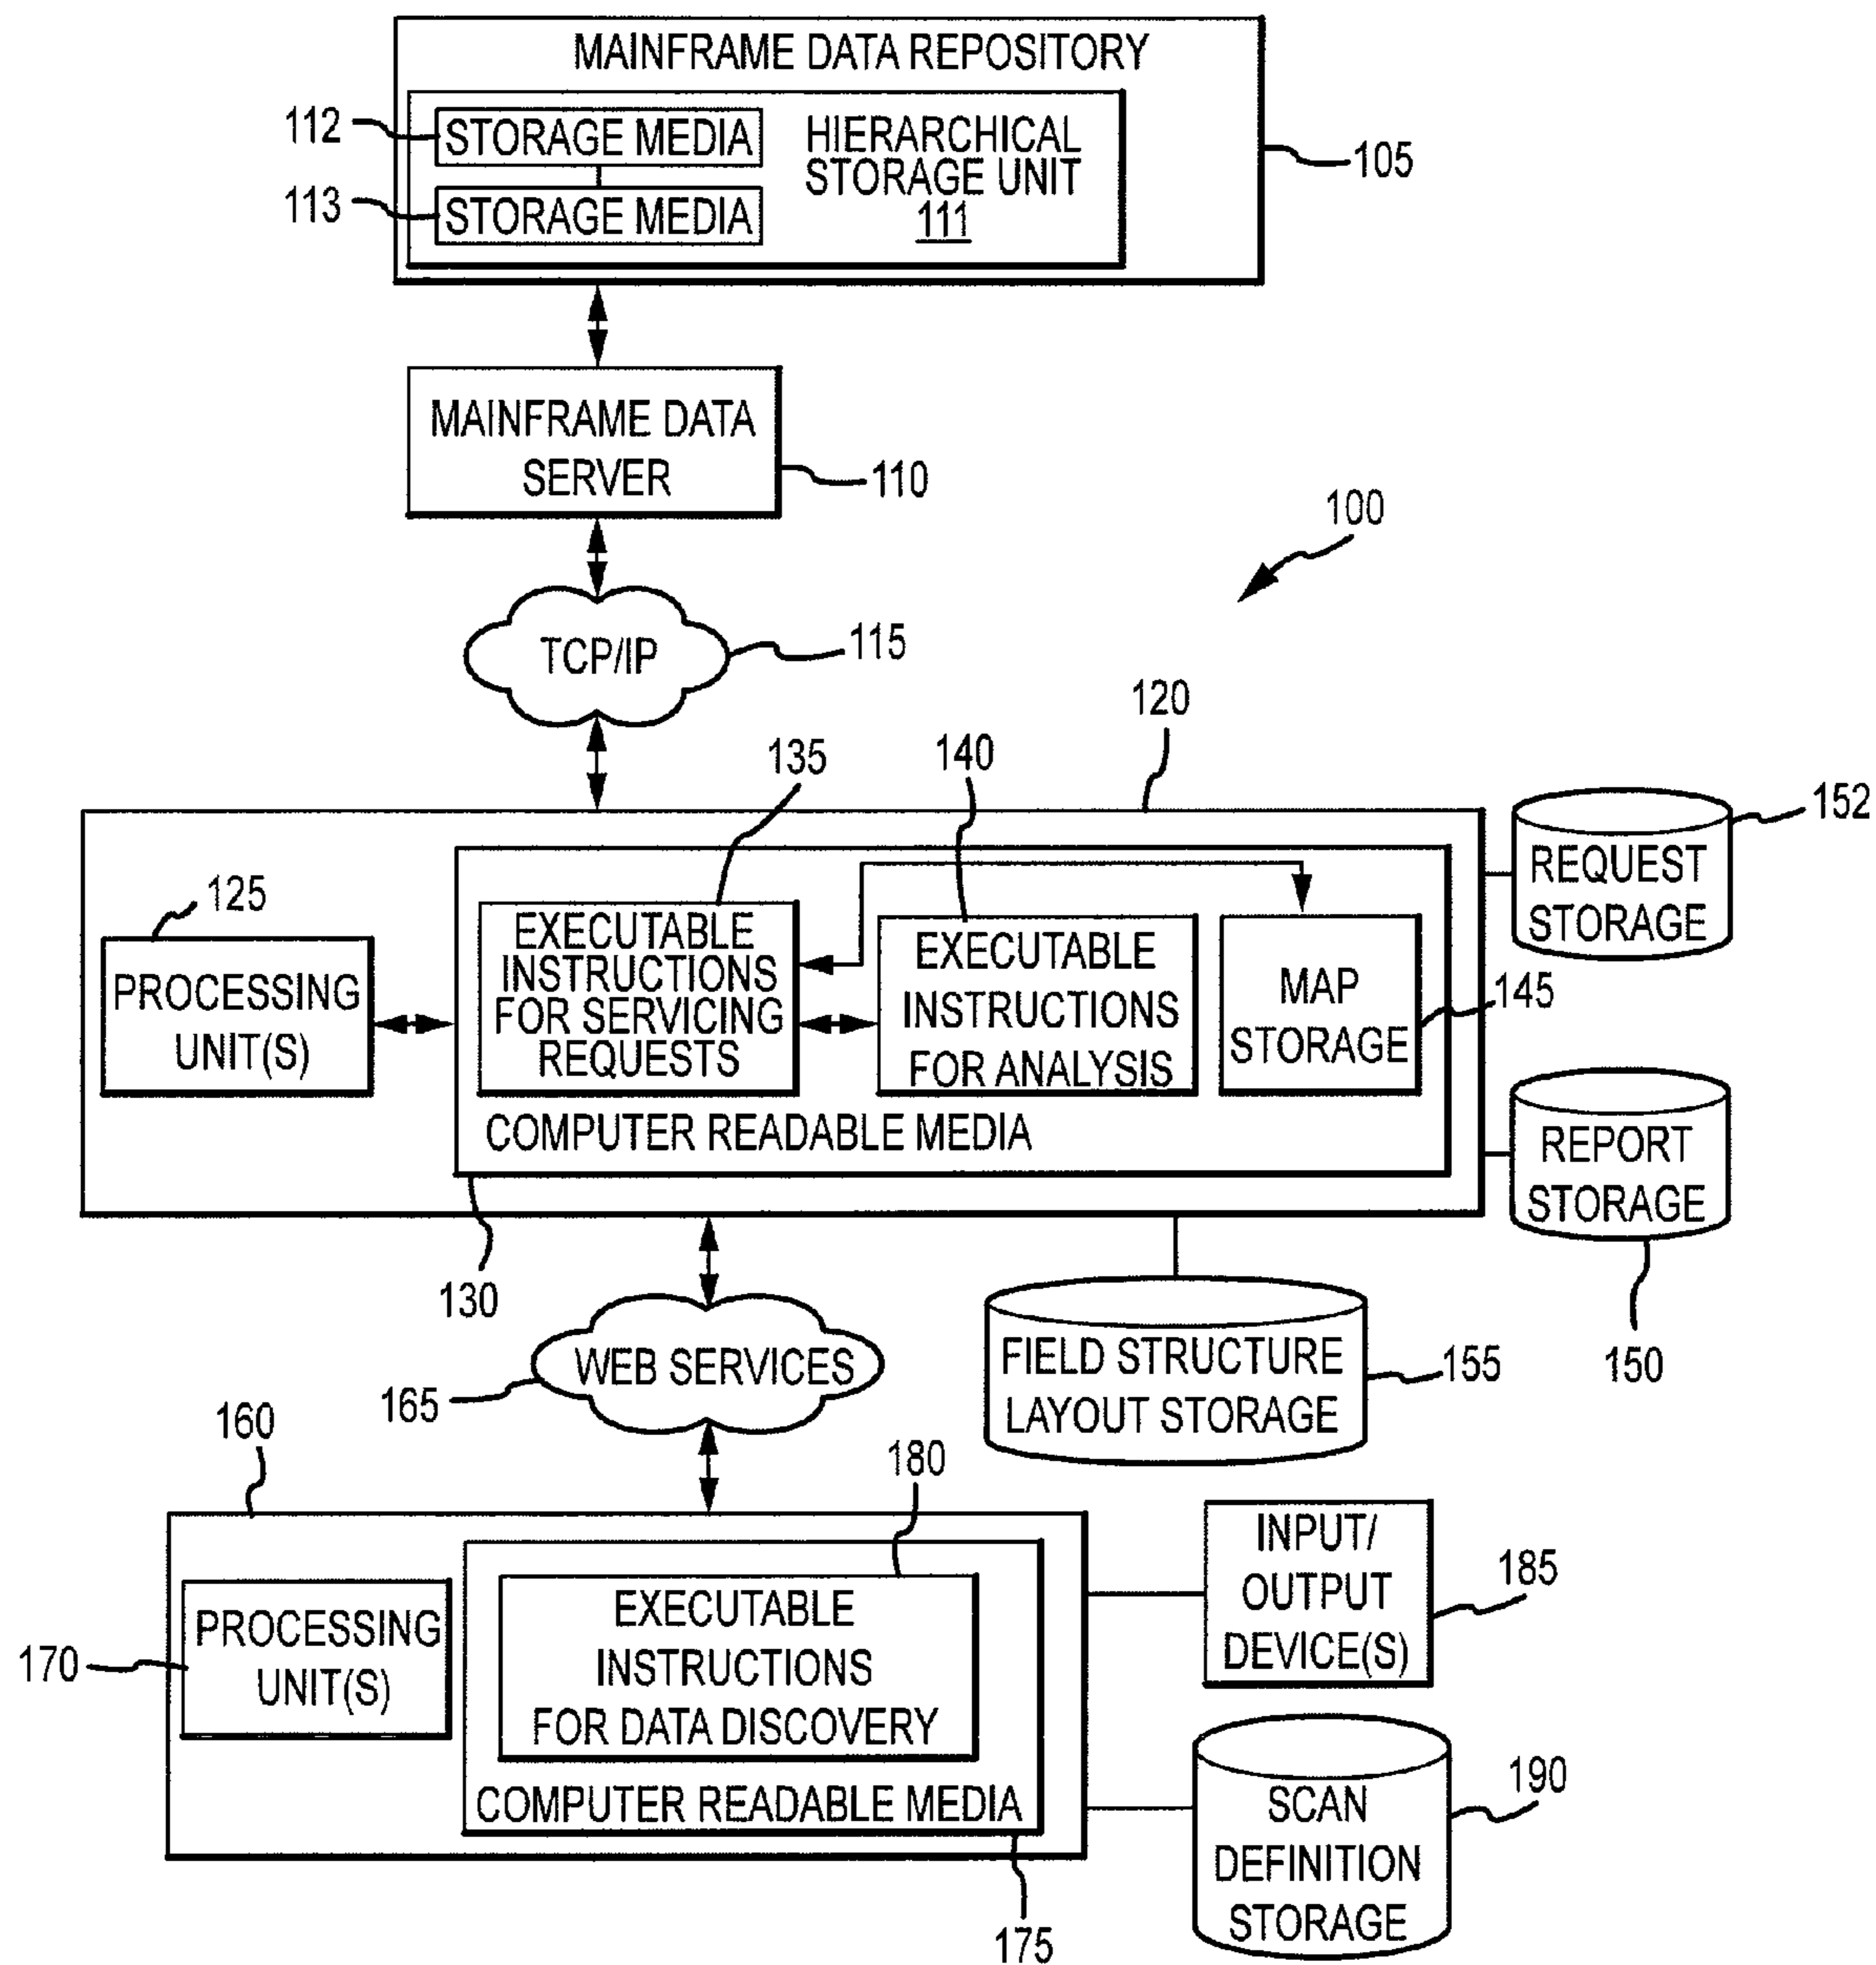 MAINFRAME DATA REPOSITORY
112
STORAGE MEDIA
HIERARCHICAL
STORAGE UNIT
111
105
113
STORAGE MEDIA
MAINFRAME DATA
SERVER
110
100
TCP/IP
115
120
135
140
152
REQUEST
STORAGE
125
PROCESSING
UNIT(S)
EXECUTABLE
INSTRUCTIONS
FOR SERVICING
REQUESTS
EXECUTABLE
INSTRUCTIONS
FOR ANALYSIS
MAP
STORAGE
145
COMPUTER READABLE MEDIA
REPORT
STORAGE
130
150
WEB SERVICES
165
FIELD STRUCTURE
LAYOUT STORAGE
155
160
180
PROCESSING
UNIT(S)
170
EXECUTABLE
INSTRUCTIONS
FOR DATA DISCOVERY
COMPUTER READABLE MEDIA
175
INPUT/
OUTPUT
DEVICE(S)
185
SCAN
DEFINITION
STORAGE
190